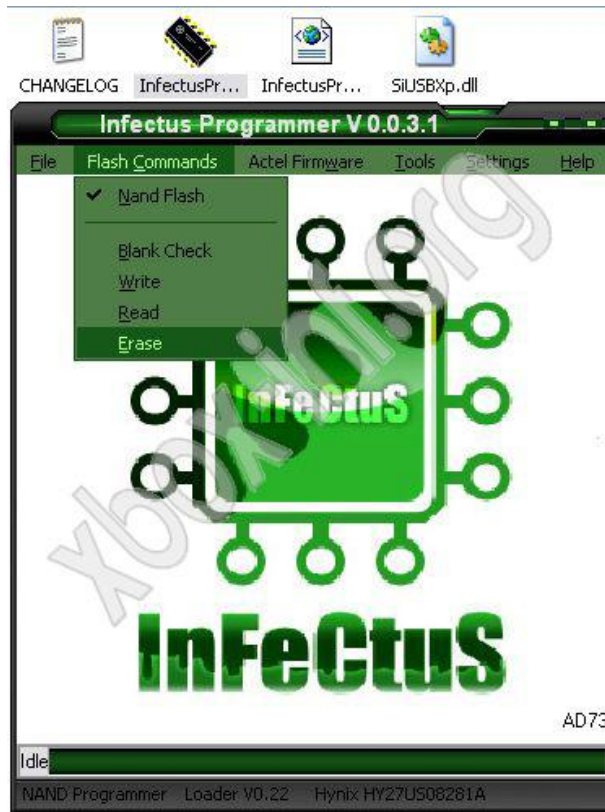 CHANGELOG InfectusPr... InfectusPr... SiUSBXp.dll
Infectus Programmer V 0.0.3.1
File Flash Commands Actel Firmware Tools Settings Help
Nand Flash
Blank Check
Write
Read
Erase
InFeCtuS
xboxini.org
InFeCtuS
AD73
Idle
NAND Programmer Loader V0.22 Hynix HY27US08281A